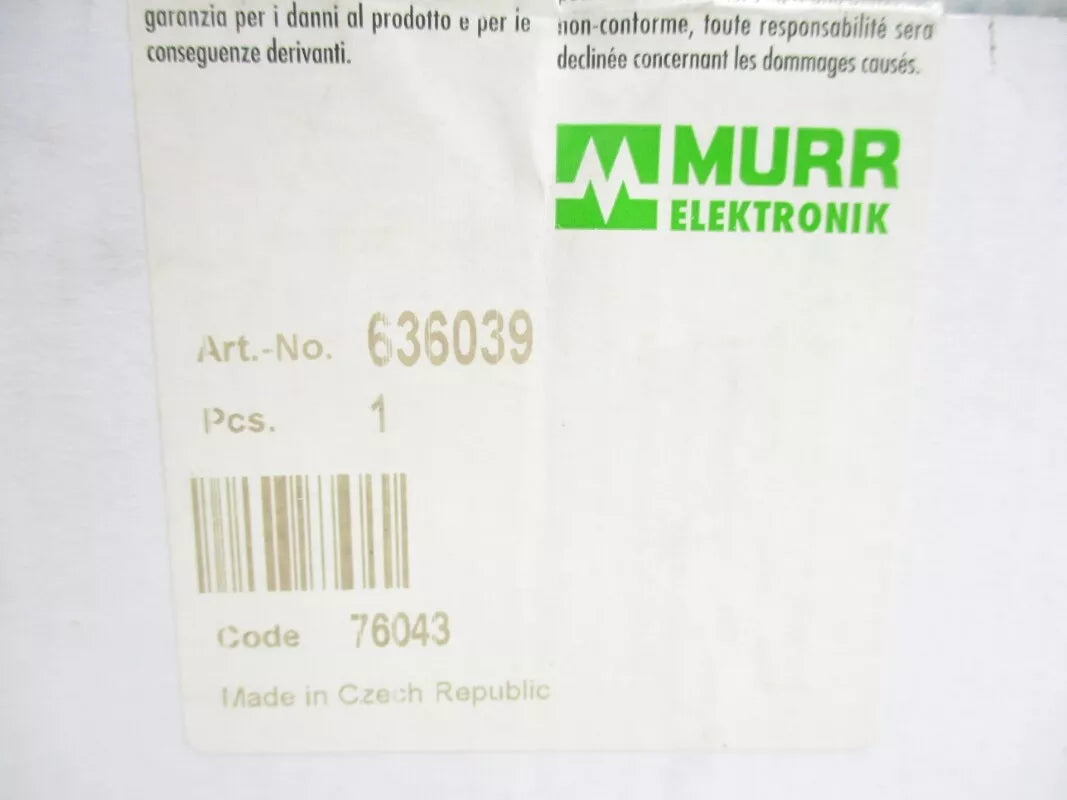 garanzia per i danni al prodotto e per le
conseguenze derivanti.
non-conforme, toute responsabilité sera
declinée concernant les dommages causés.
MURR
ELEKTRONIK
Art.-No. 636039
Pcs. 1
Code 76043
Made in Czech Republic